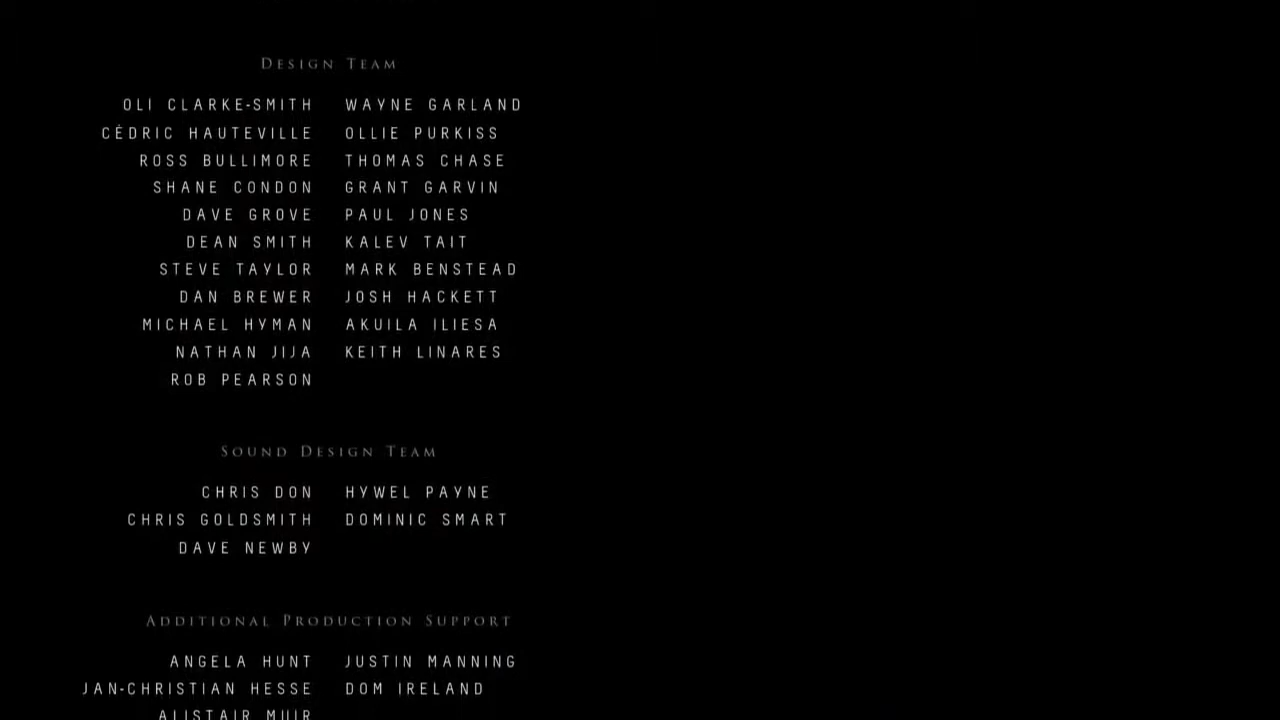 Design Team
OLI CLARKE-SMITH WAYNE GARLAND
CÉDRIC HAUTEVILLE OLLIE PURKISS
ROSS BULLIMORE THOMAS CHASE
SHANE CONDON GRANT GARVIN
DAVE GROVE PAUL JONES
DEAN SMITH KALEV TAIT
STEVE TAYLOR MARK BENSTEAD
DAN BREWER JOSH HACKETT
MICHAEL HYMAN AKUILA ILIESA
NATHAN JIJA KEITH LINARES
ROB PEARSON
Sound Design Team
CHRIS DON HYWEL PAYNE
CHRIS GOLDSMITH DOMINIC SMART
DAVE NEWBY
Additional Production Support
ANGELA HUNT JUSTIN MANNING
JAN-CHRISTIAN HESSE DOM IRELAND
ALISTAIR MUIR